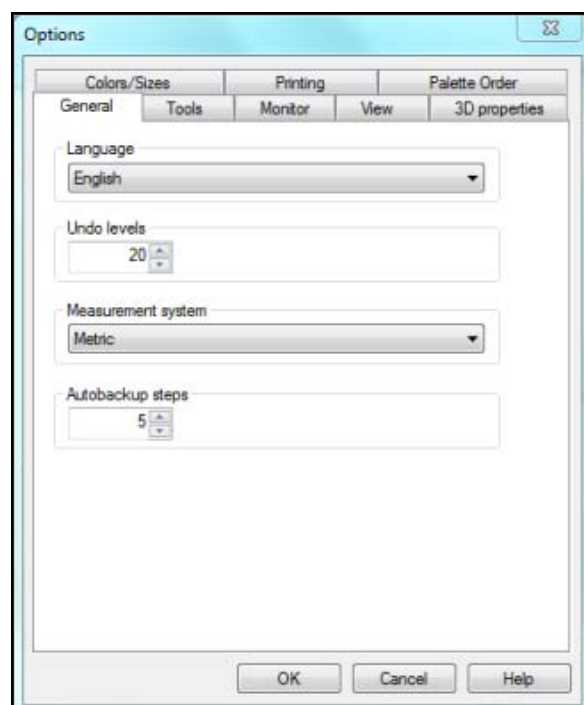 Options
Colors/Sizes Printing Palette Order
General Tools Monitor View 3D properties
Language
English
Undo levels
20
Measurement system
Metric
Autobackup steps
5
OK Cancel Help